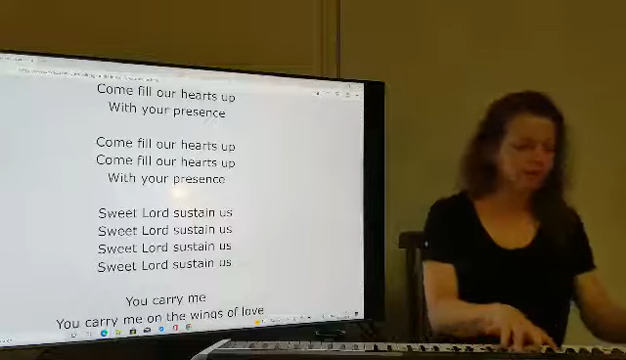 Come fill our hearts up
With your presence
Come fill our hearts up
Come fill our hearts up
With your presence
Sweet Lord sustain us
Sweet Lord sustain us
Sweet Lord sustain us
Sweet Lord sustain us
You carry me
You carry me on the wings of love